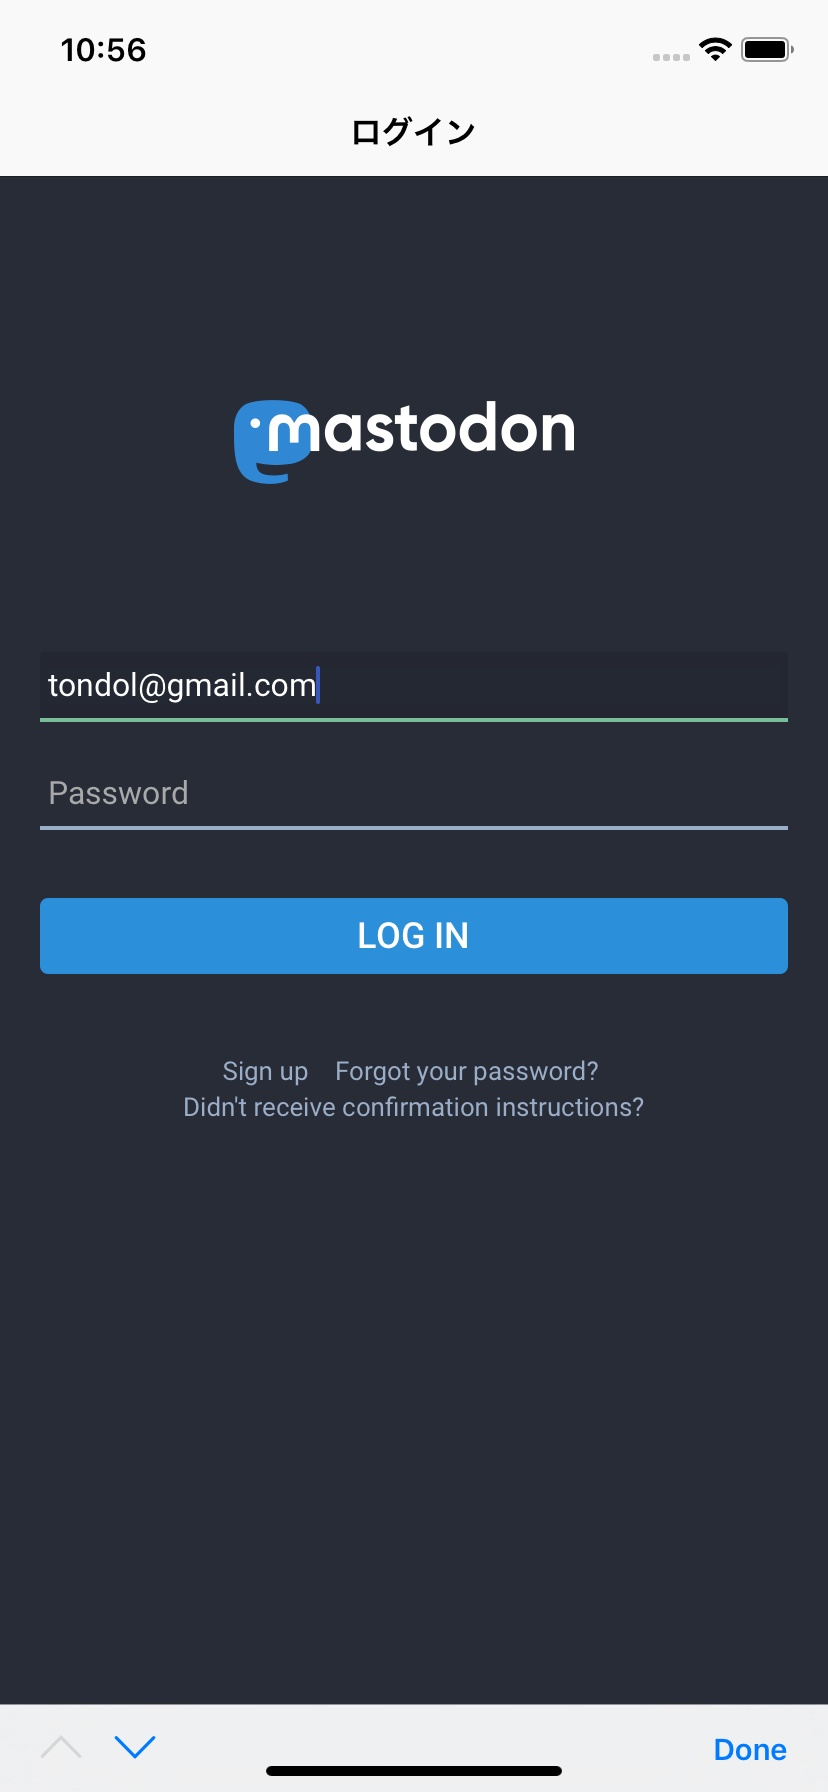 10:56
ログイン
mastodon
tondol@gmail.com
Password
LOG IN
Sign up Forgot your password?
Didn't receive confirmation instructions?
Done